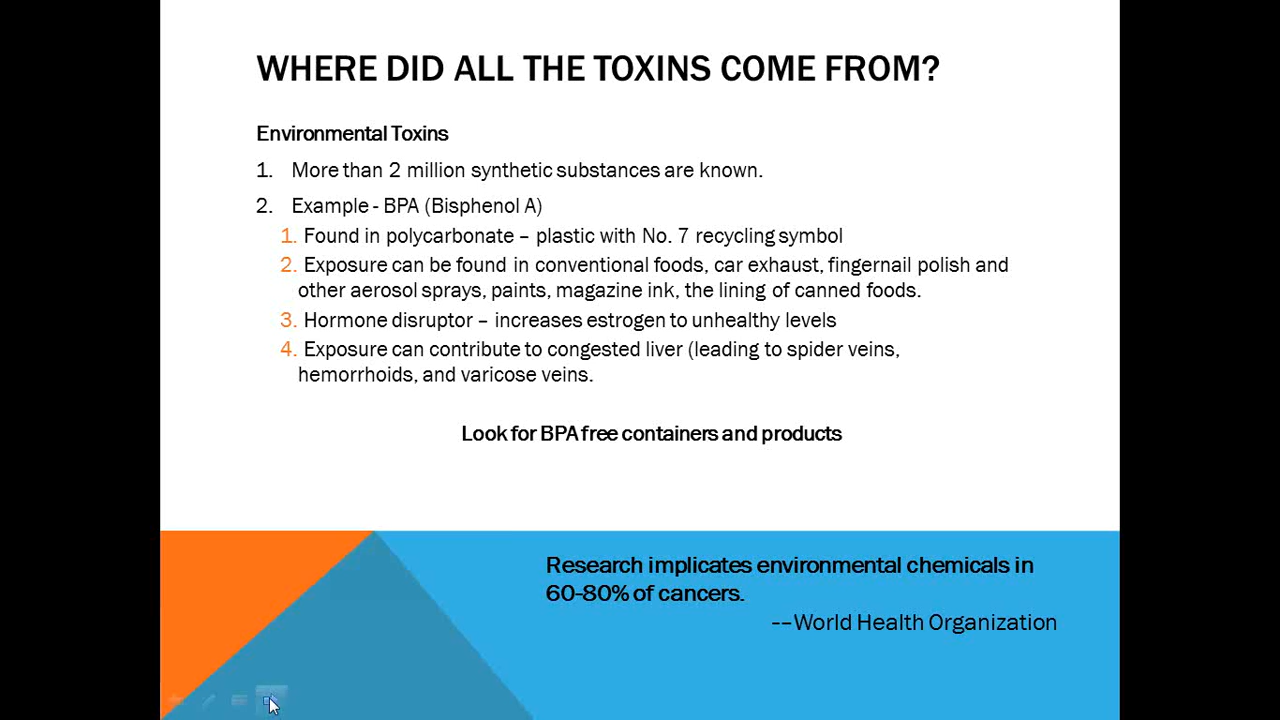 WHERE DID ALL THE TOXINS COME FROM?
Environmental Toxins
1. More than 2 million synthetic substances are known.
2. Example - BPA (Bisphenol A)
1. Found in polycarbonate – plastic with No. 7 recycling symbol
2. Exposure can be found in conventional foods, car exhaust, fingernail polish and
other aerosol sprays, paints, magazine ink, the lining of canned foods.
3. Hormone disruptor – increases estrogen to unhealthy levels
4. Exposure can contribute to congested liver (leading to spider veins,
hemorrhoids, and varicose veins.
Look for BPA free containers and products
Research implicates environmental chemicals in
60-80% of cancers.
-–World Health Organization